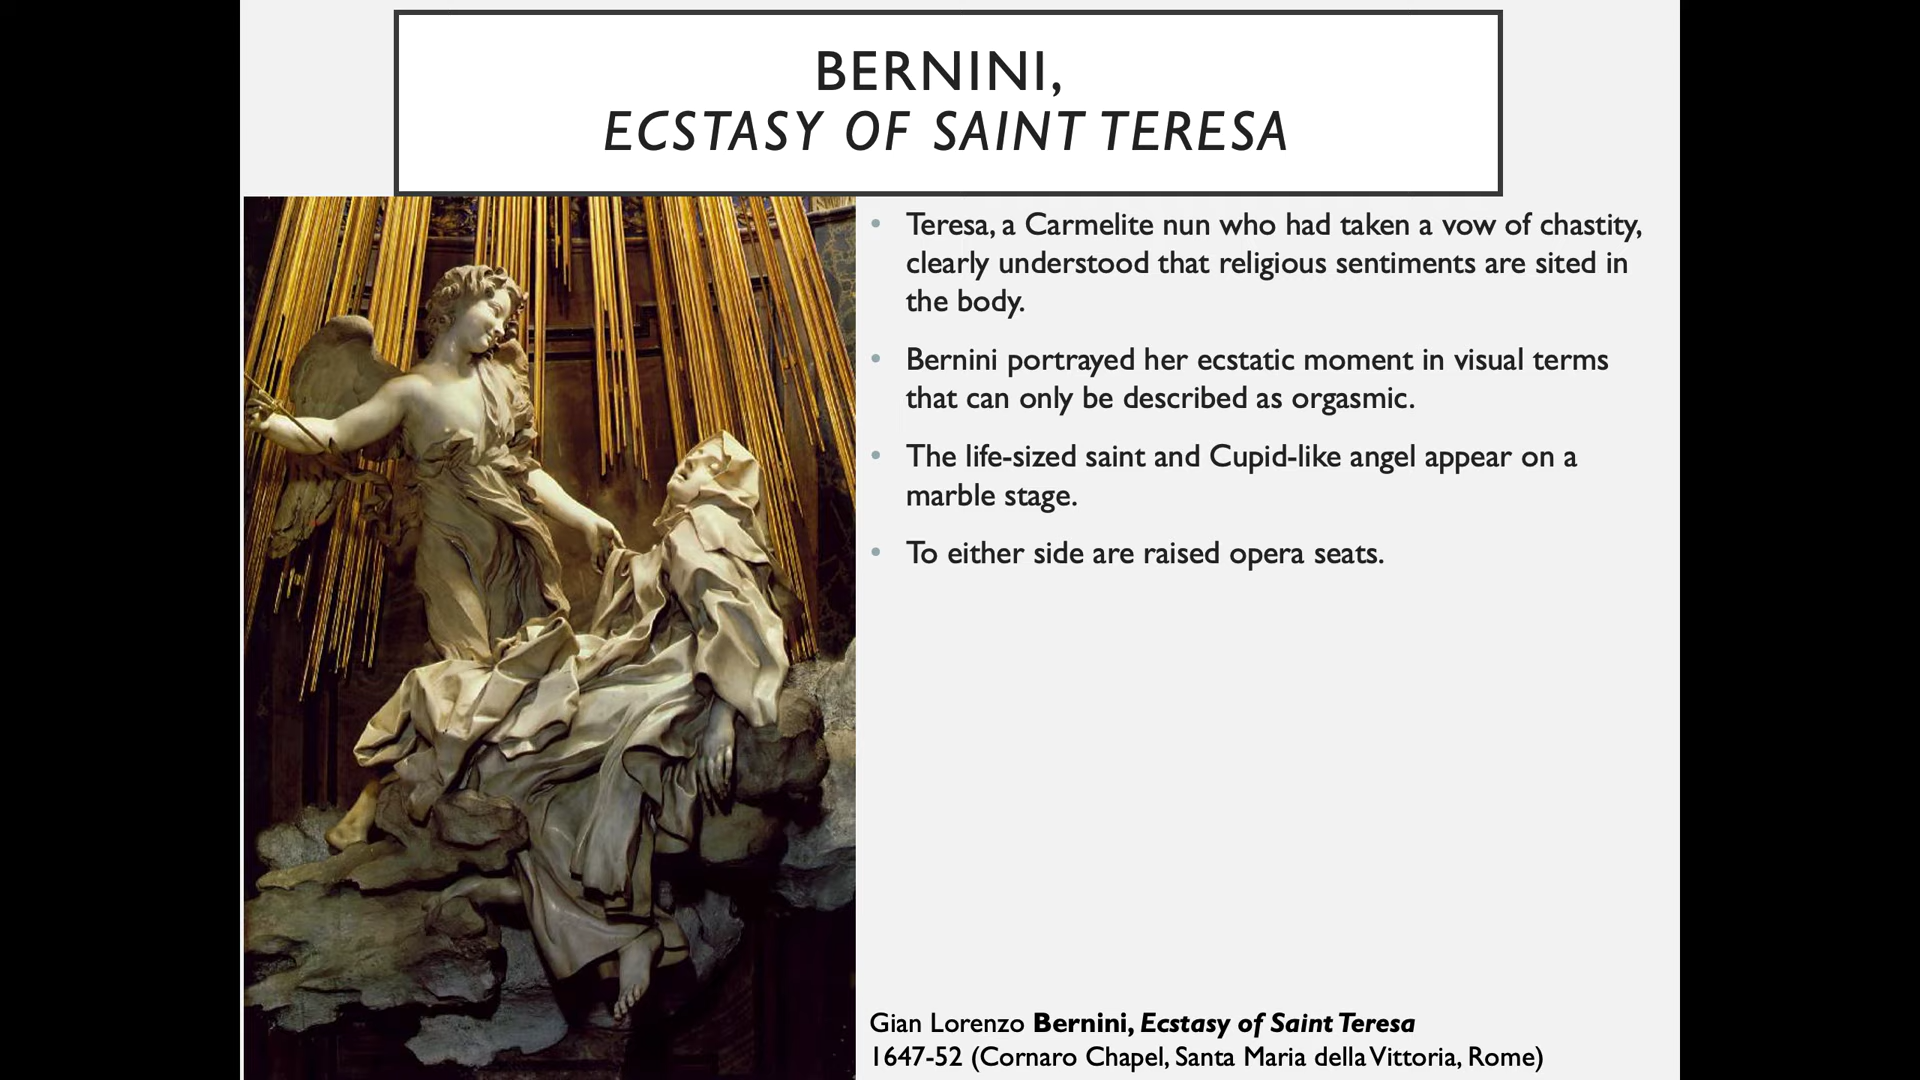 BERNINI,
ECSTASY OF SAINT TERESA
• Teresa, a Carmelite nun who had taken a vow of chastity,
clearly understood that religious sentiments are sited in
the body.
• Bernini portrayed her ecstatic moment in visual terms
that can only be described as orgasmic.
• The life-sized saint and Cupid-like angel appear on a
marble stage.
• To either side are raised opera seats.
Gian Lorenzo Bernini, Ecstasy of Saint Teresa
1647-52 (Cornaro Chapel, Santa Maria della Vittoria, Rome)